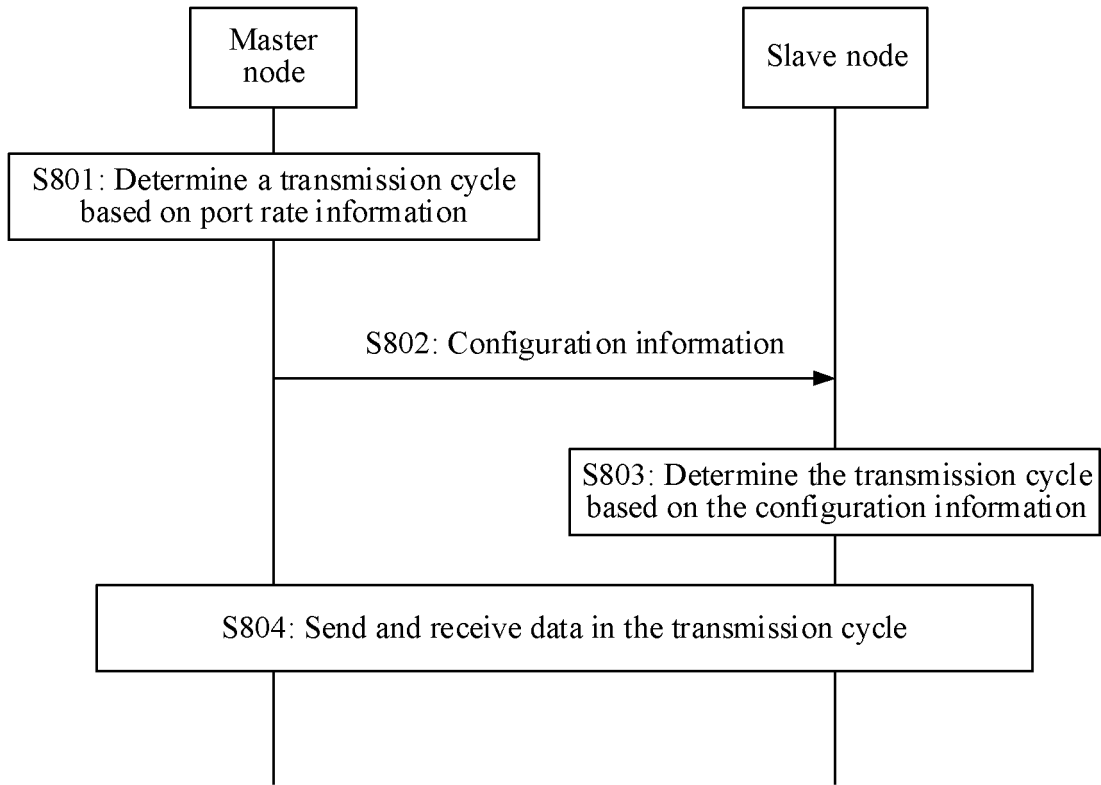 Master
node
Slave node
S801: Determine a transmission cycle
based on port rate information
S802: Configuration information
S803: Determine the transmission cycle
based on the configuration information
S804: Send and receive data in the transmission cycle